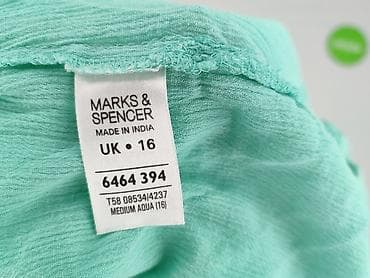 MARKS &
SPENCER
MADE IN INDIA
UK • 16
6464 394
T58 08534/4237
MEDIUM AQUA (16)